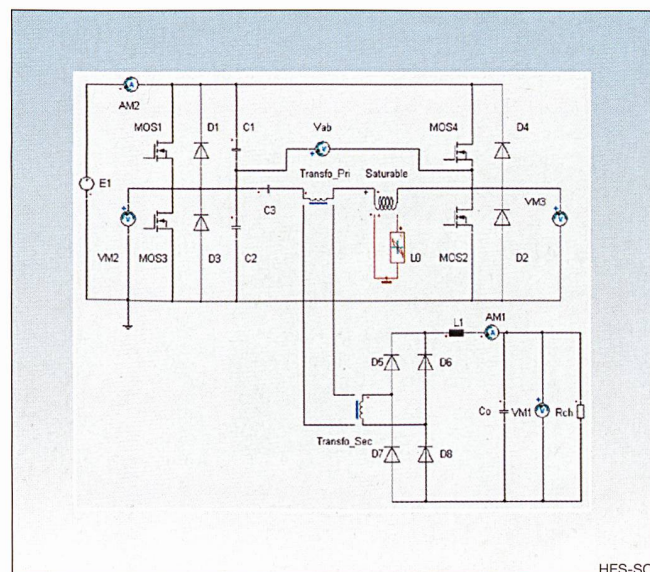 AM2
MOS1
D1
C1
Vab
MOS4
D4
E1
Transfo_Pri
Saturable
C3
VM3
VM2
MOS3
D3
C2
L0
MOS2
D2
L1
AM1
D5
D6
Co
VM1
Rch
Transfo_Sec
D7
D8
HES-SO